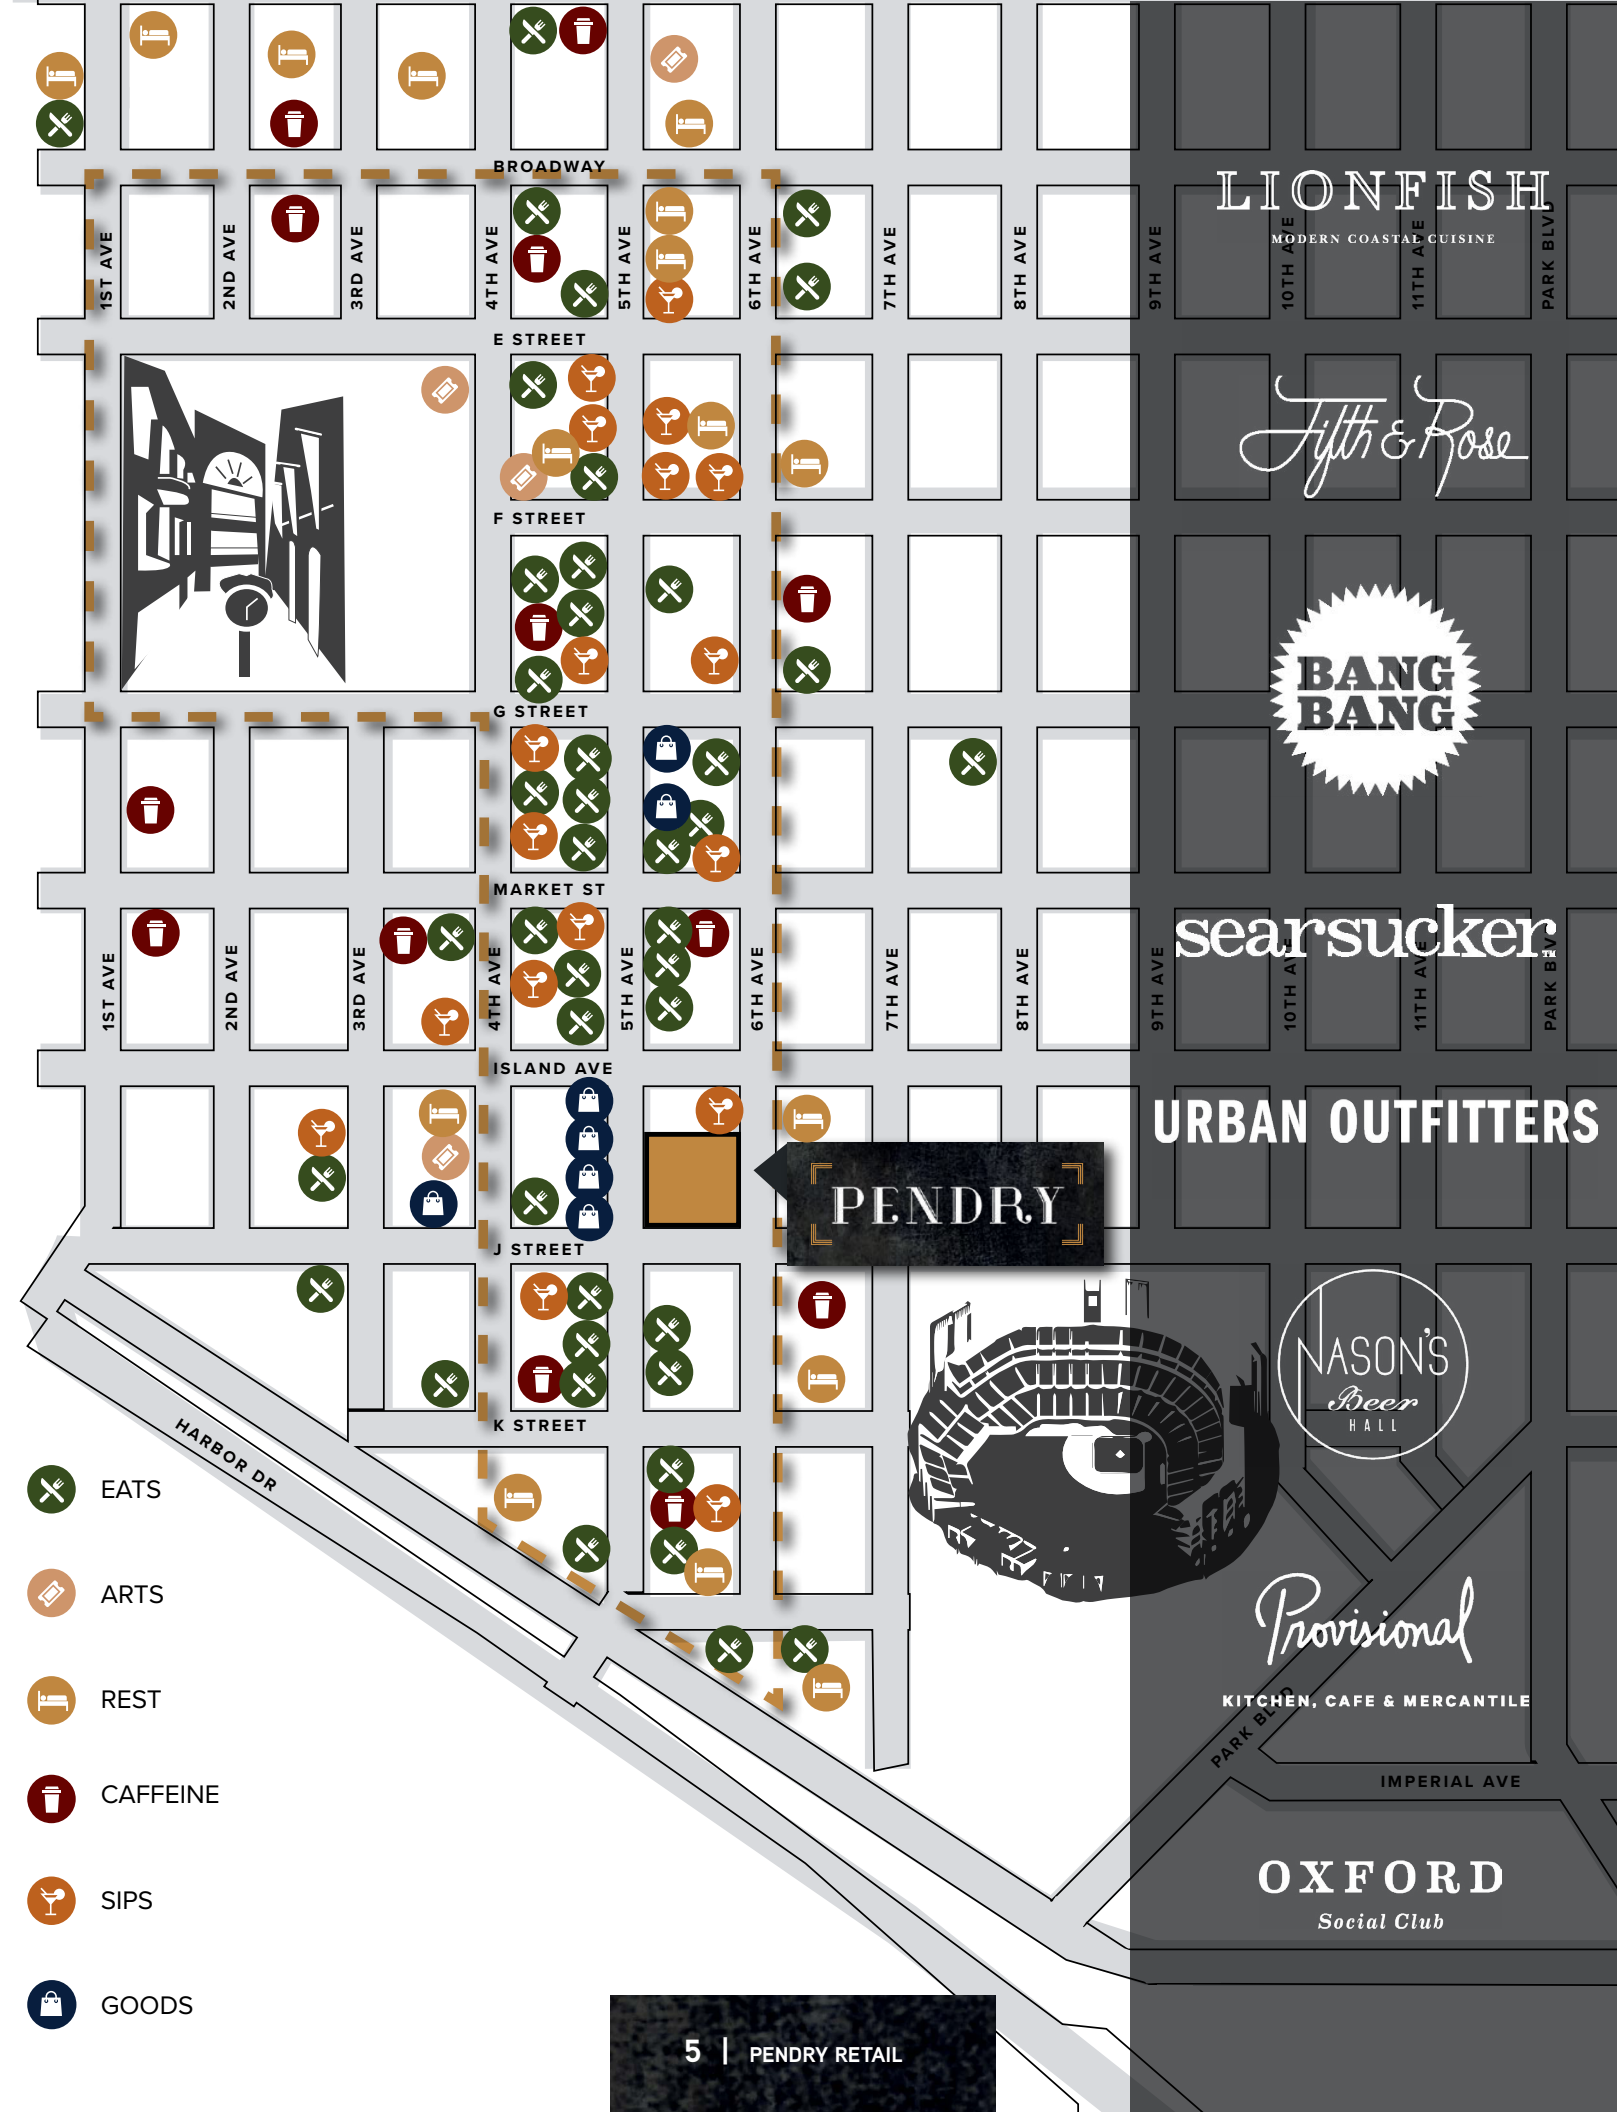 BROADWAY
1ST AVE
2ND AVE
3RD AVE
4TH AVE
5TH AVE
6TH AVE
7TH AVE
8TH AVE
9TH AVE
10TH AVE
11TH AVE
PARK BLVD
LIONFISH
MODERN COASTAL CUISINE
E STREET
Fifth & Rose
F STREET
BANG
BANG
G STREET
MARKET ST
searsucker™
1ST AVE
2ND AVE
3RD AVE
4TH AVE
5TH AVE
6TH AVE
7TH AVE
8TH AVE
9TH AVE
10TH AVE
11TH AVE
PARK BLVD
ISLAND AVE
URBAN OUTFITTERS
PENDRY
J STREET
NASON'S
Beer
HALL
K STREET
HARBOR DR
EATS
ARTS
REST
CAFFEINE
SIPS
GOODS
Provisional
KITCHEN, CAFE & MERCANTILE
PARK BLVD
IMPERIAL AVE
OXFORD
Social Club
5 | PENDRY RETAIL